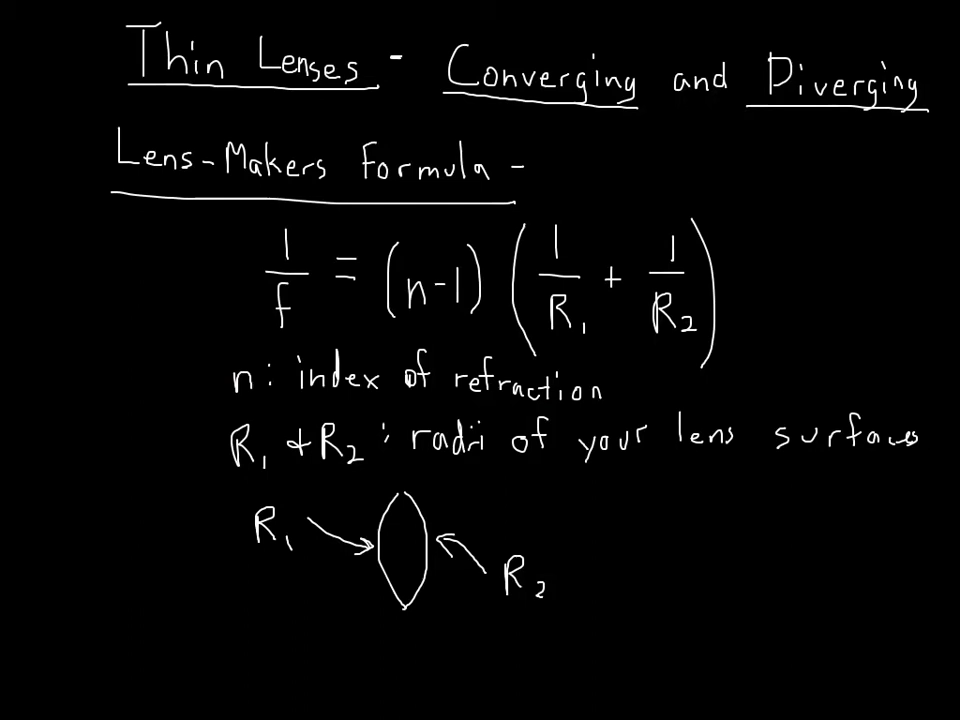 Thin Lenses - Converging and Diverging
Lens-Makers Formula -
1/f = (n-1) (1/R₁ + 1/R₂)
n: index of refraction
R₁ & R₂: radii of your lens surfaces
R₁
R₂